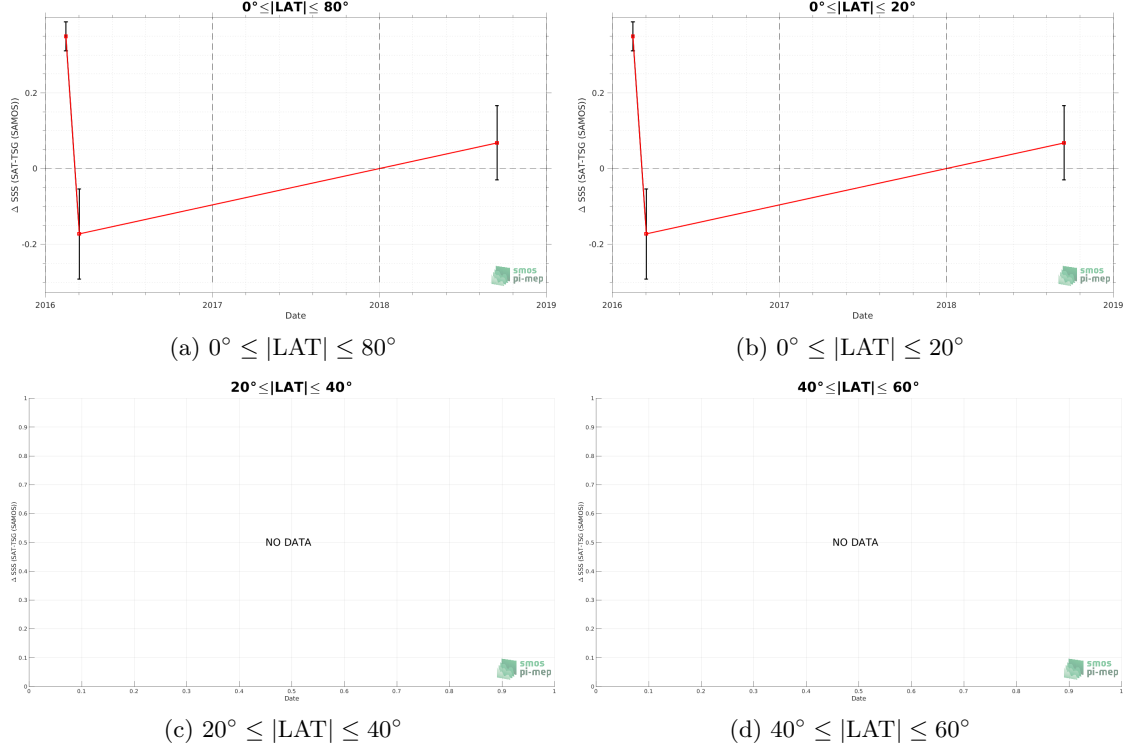 0°≤|LAT|≤ 80°
Δ SSS (SAT-TSG (SAMOS))
0.2
0
-0.2
2016 2017 2018 2019
Date
smos
pi-mep
(a) 0° ≤ |LAT| ≤ 80°
0°≤|LAT|≤ 20°
Δ SSS (SAT-TSG (SAMOS))
0.2
0
-0.2
2016 2017 2018 2019
Date
smos
pi-mep
(b) 0° ≤ |LAT| ≤ 20°
20°≤|LAT|≤ 40°
Δ SSS (SAT-TSG (SAMOS))
1
0.9
0.8
0.7
0.6
0.5
0.4
0.3
0.2
0.1
0
NO DATA
0 0.1 0.2 0.3 0.4 0.5 0.6 0.7 0.8 0.9 1
Date
smos
pi-mep
(c) 20° ≤ |LAT| ≤ 40°
40°≤|LAT|≤ 60°
Δ SSS (SAT-TSG (SAMOS))
1
0.9
0.8
0.7
0.6
0.5
0.4
0.3
0.2
0.1
0
NO DATA
0 0.1 0.2 0.3 0.4 0.5 0.6 0.7 0.8 0.9 1
Date
smos
pi-mep
(d) 40° ≤ |LAT| ≤ 60°